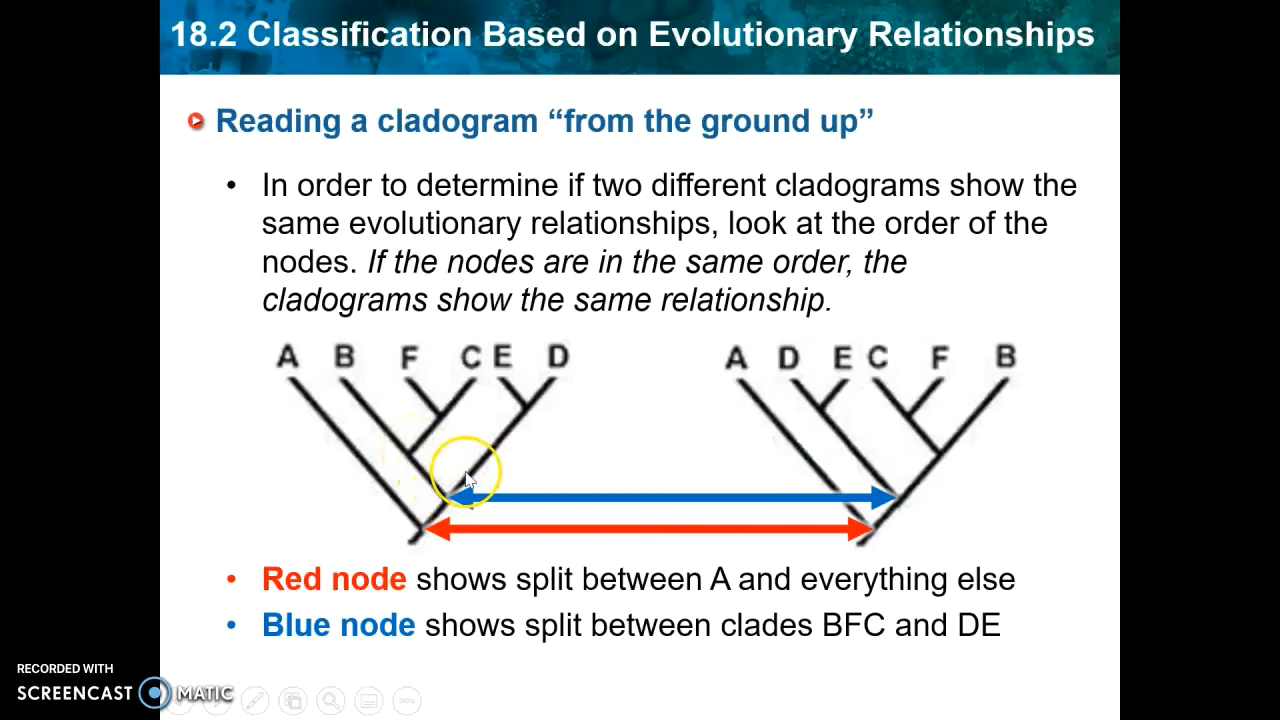 18.2 Classification Based on Evolutionary Relationships
Reading a cladogram “from the ground up”
• In order to determine if two different cladograms show the
same evolutionary relationships, look at the order of the
nodes. If the nodes are in the same order, the
cladograms show the same relationship.
A B F C E D
A D E C F B
• Red node shows split between A and everything else
• Blue node shows split between clades BFC and DE
RECORDED WITH
SCREENCAST MATIC